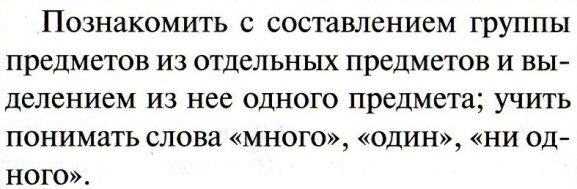 Познакомить с составлением группы
предметов из отдельных предметов и вы-
делением из нее одного предмета; учить
понимать слова «много», «один», «ни од-
ного».